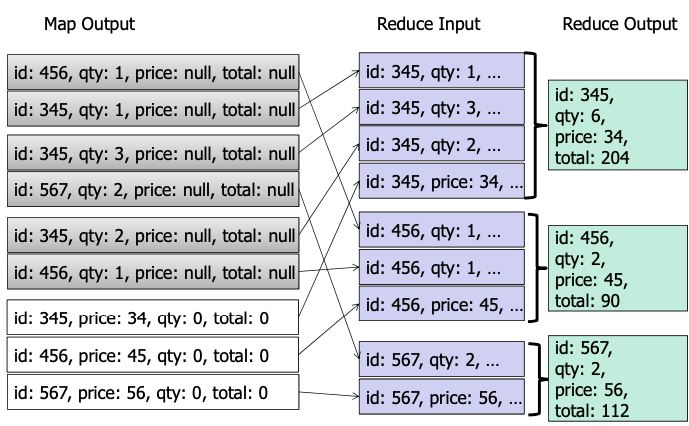 Map Output
id: 456, qty: 1, price: null, total: null
id: 345, qty: 1, price: null, total: null
id: 345, qty: 3, price: null, total: null
id: 567, qty: 2, price: null, total: null
id: 345, qty: 2, price: null, total: null
id: 456, qty: 1, price: null, total: null
id: 345, price: 34, qty: 0, total: 0
id: 456, price: 45, qty: 0, total: 0
id: 567, price: 56, qty: 0, total: 0
Reduce Input
id: 345, qty: 1, ...
id: 345, qty: 3, ...
id: 345, qty: 2, ...
id: 345, price: 34, ...
id: 456, qty: 1, ...
id: 456, qty: 1, ...
id: 456, price: 45, ...
id: 567, qty: 2, ...
id: 567, price: 56, ...
Reduce Output
id: 345,
qty: 6,
price: 34,
total: 204
id: 456,
qty: 2,
price: 45,
total: 90
id: 567,
qty: 2,
price: 56,
total: 112